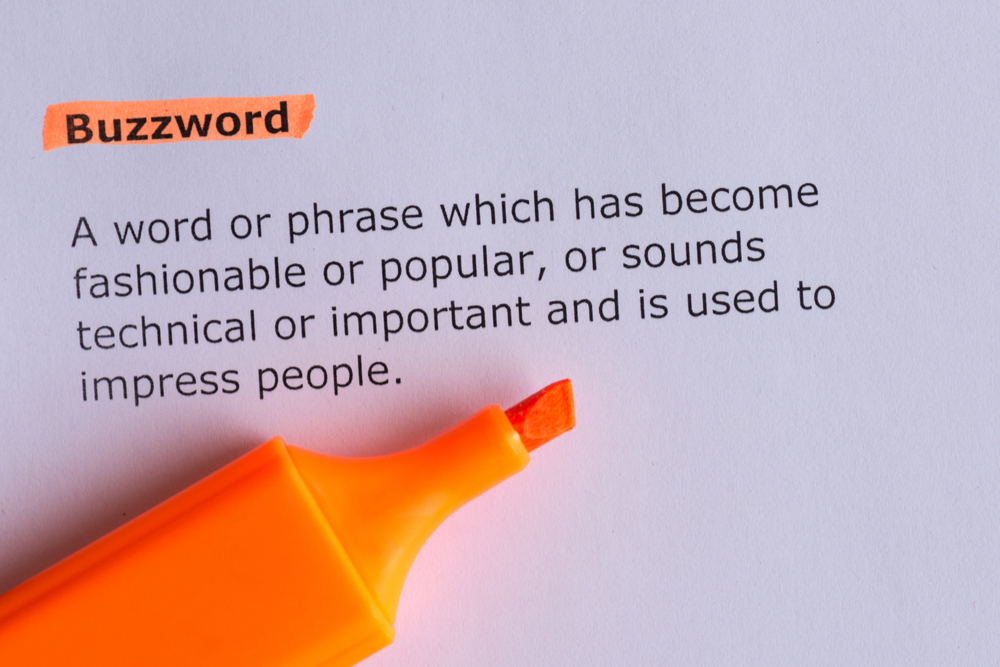 Buzzword
A word or phrase which has become
fashionable or popular, or sounds
technical or important and is used to
impress people.